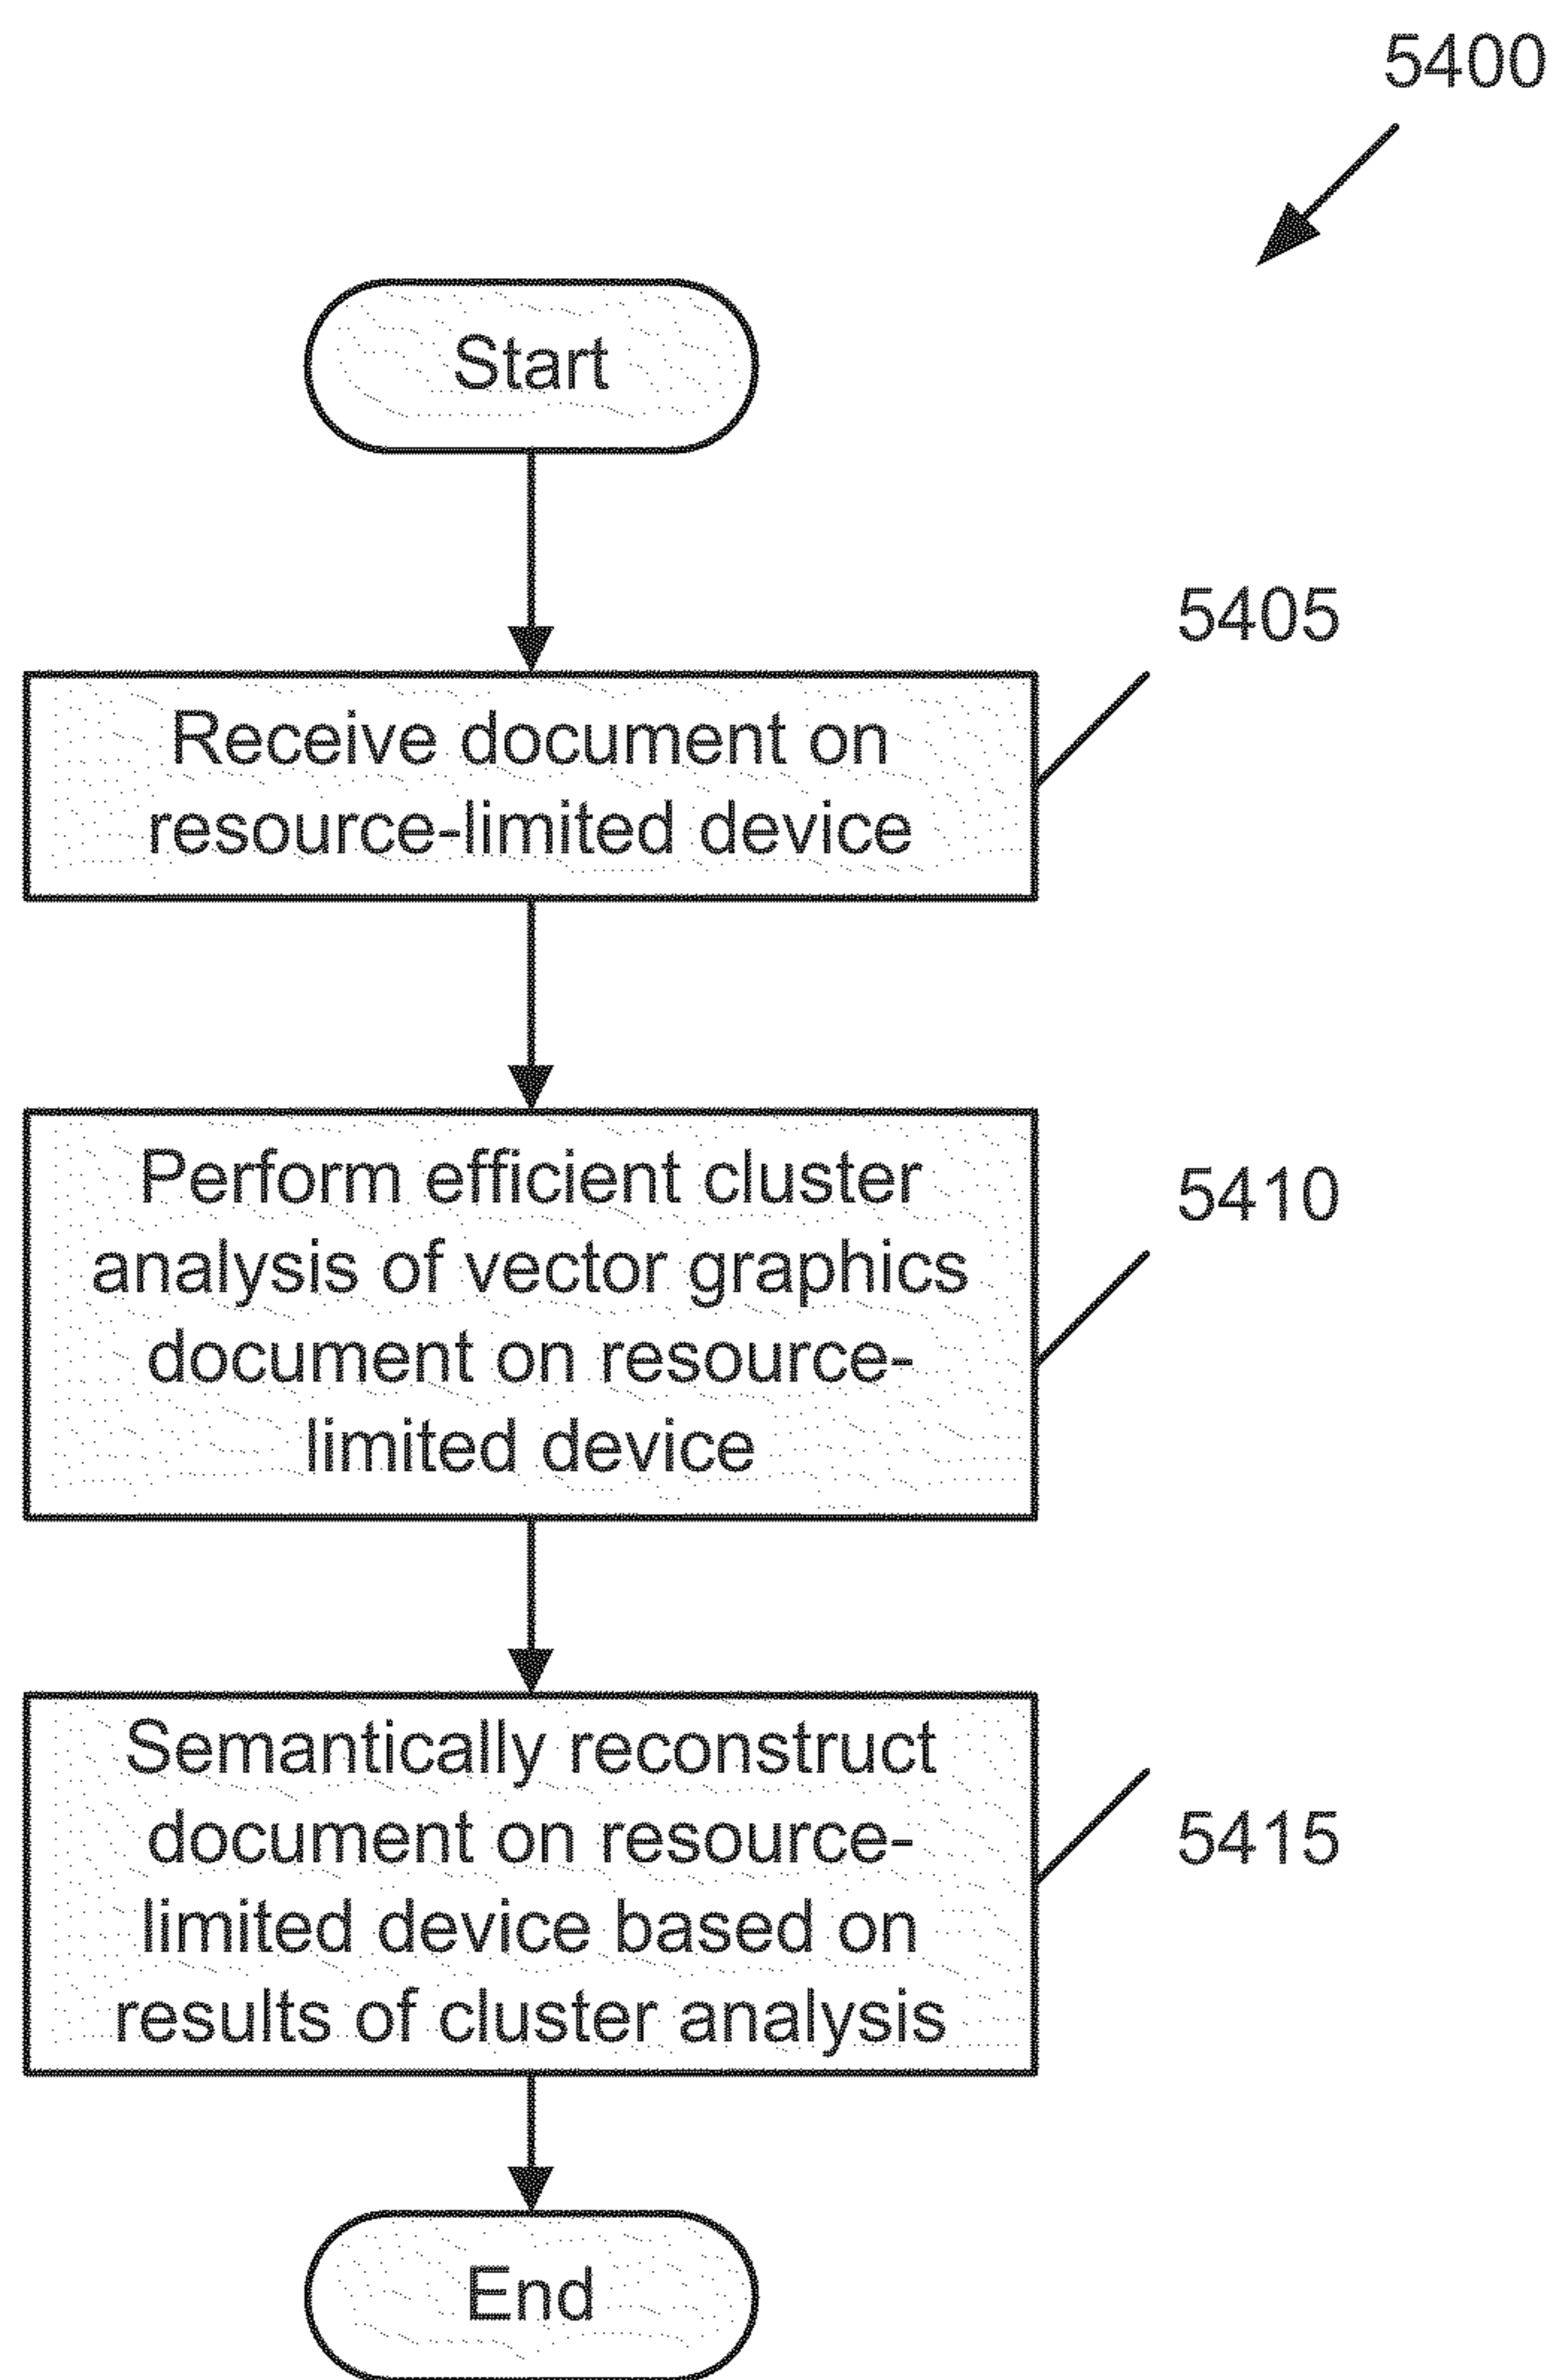 5400
Start
5405
Receive document on
resource-limited device
Perform efficient cluster
analysis of vector graphics
document on resource-
limited device
5410
Semantically reconstruct
document on resource-
limited device based on
results of cluster analysis
5415
End